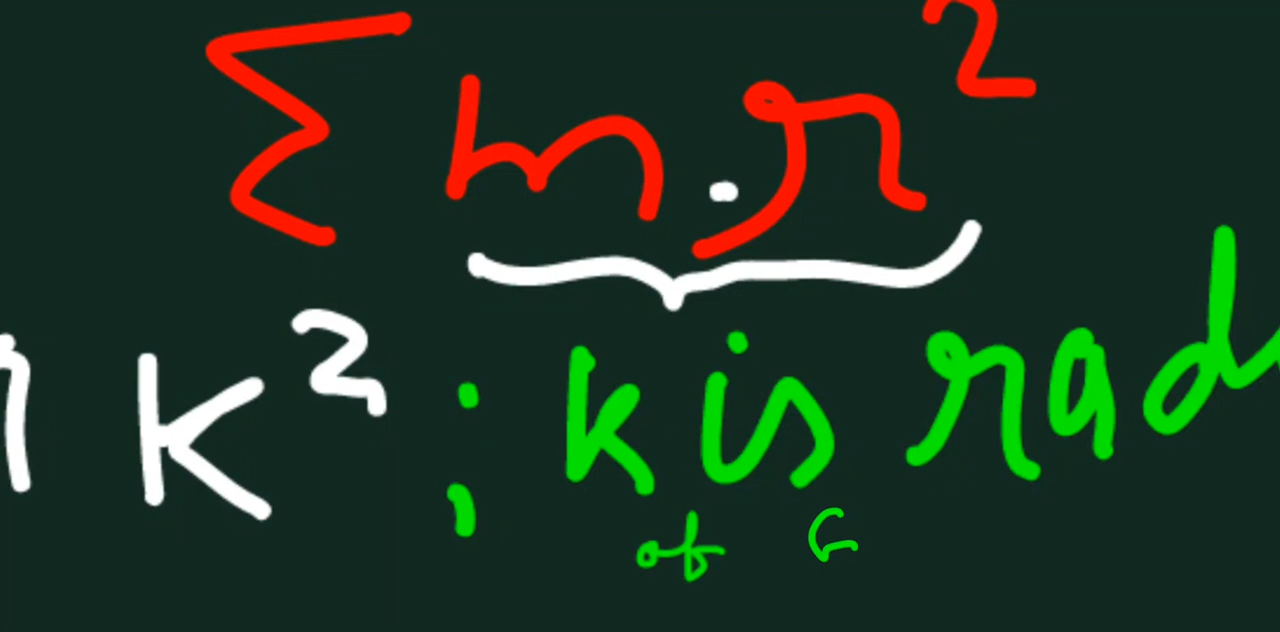 Σ m.r²
K² ; k is rad
of G